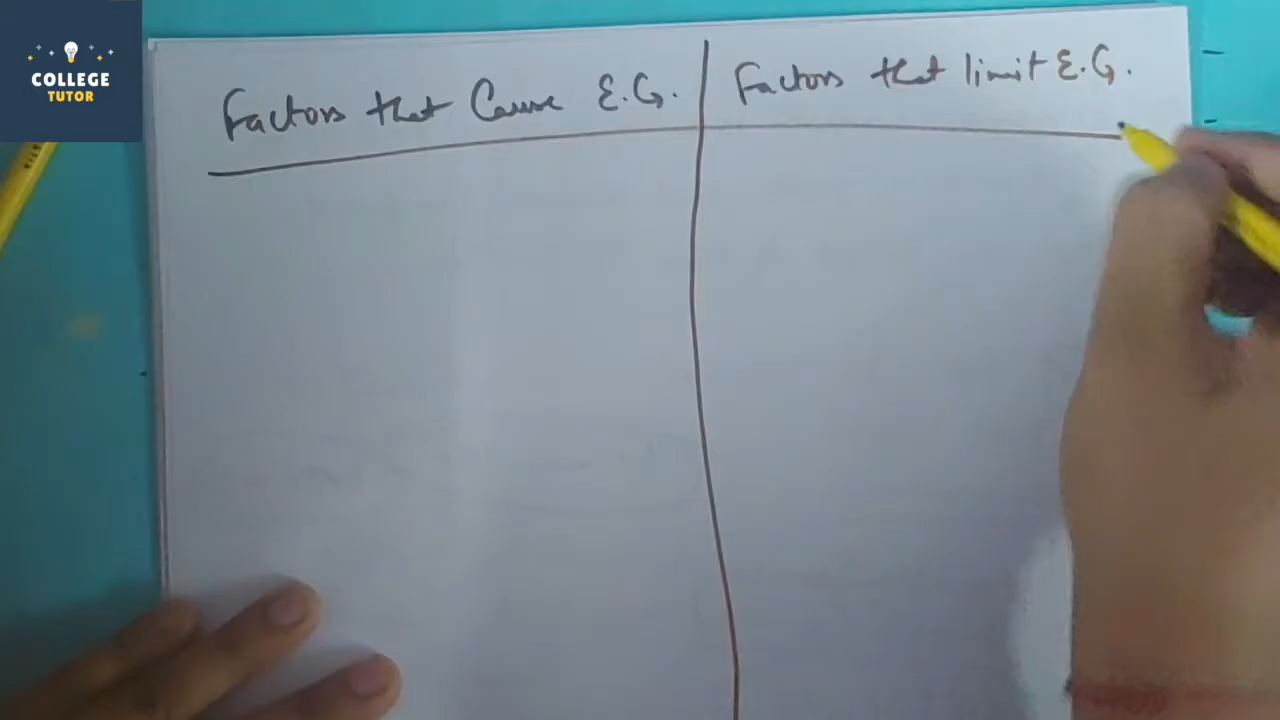 COLLEGE
TUTOR
Factors that Cause E.G.
Factors that limit E.G.